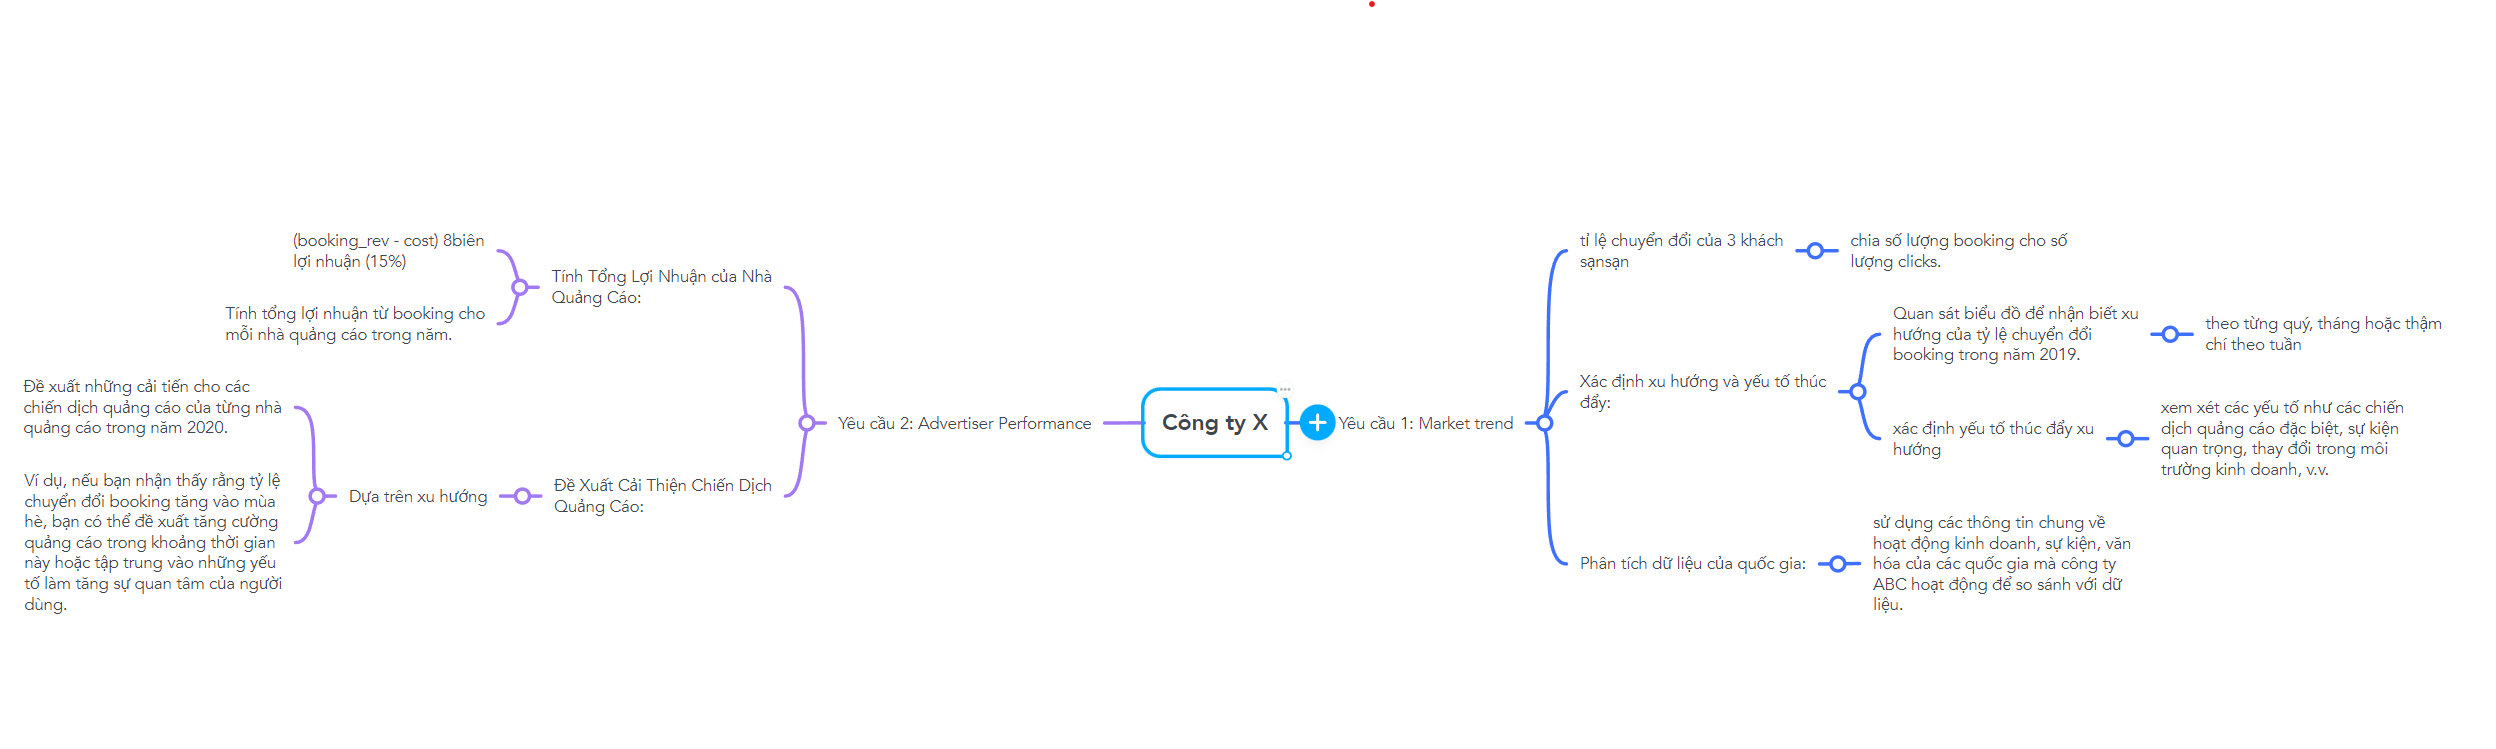 Công ty X
Yêu cầu 1: Market trend
tỉ lệ chuyển đổi của 3 khách
sạnsạn
chia số lượng booking cho số
lượng clicks.
Xác định xu hướng và yếu tố thúc
đẩy:
Quan sát biểu đồ để nhận biết xu
hướng của tỷ lệ chuyển đổi
booking trong năm 2019.
theo từng quý, tháng hoặc thậm
chí theo tuần
xác định yếu tố thúc đẩy xu
hướng
xem xét các yếu tố như các chiến
dịch quảng cáo đặc biệt, sự kiện
quan trọng, thay đổi trong môi
trường kinh doanh, v.v.
Phân tích dữ liệu của quốc gia:
sử dụng các thông tin chung về
hoạt động kinh doanh, sự kiện, văn
hóa của các quốc gia mà công ty
ABC hoạt động để so sánh với dữ
liệu.
Yêu cầu 2: Advertiser Performance
Tính Tổng Lợi Nhuận của Nhà
Quảng Cáo:
(booking_rev - cost) 8biên
lợi nhuận (15%)
Tính tổng lợi nhuận từ booking cho
mỗi nhà quảng cáo trong năm.
Đề Xuất Cải Thiện Chiến Dịch
Quảng Cáo:
Dựa trên xu hướng
Đề xuất những cải tiến cho các
chiến dịch quảng cáo của từng nhà
quảng cáo trong năm 2020.
Ví dụ, nếu bạn nhận thấy rằng tỷ lệ
chuyển đổi booking tăng vào mùa
hè, bạn có thể đề xuất tăng cường
quảng cáo trong khoảng thời gian
này hoặc tập trung vào những yếu
tố làm tăng sự quan tâm của người
dùng.